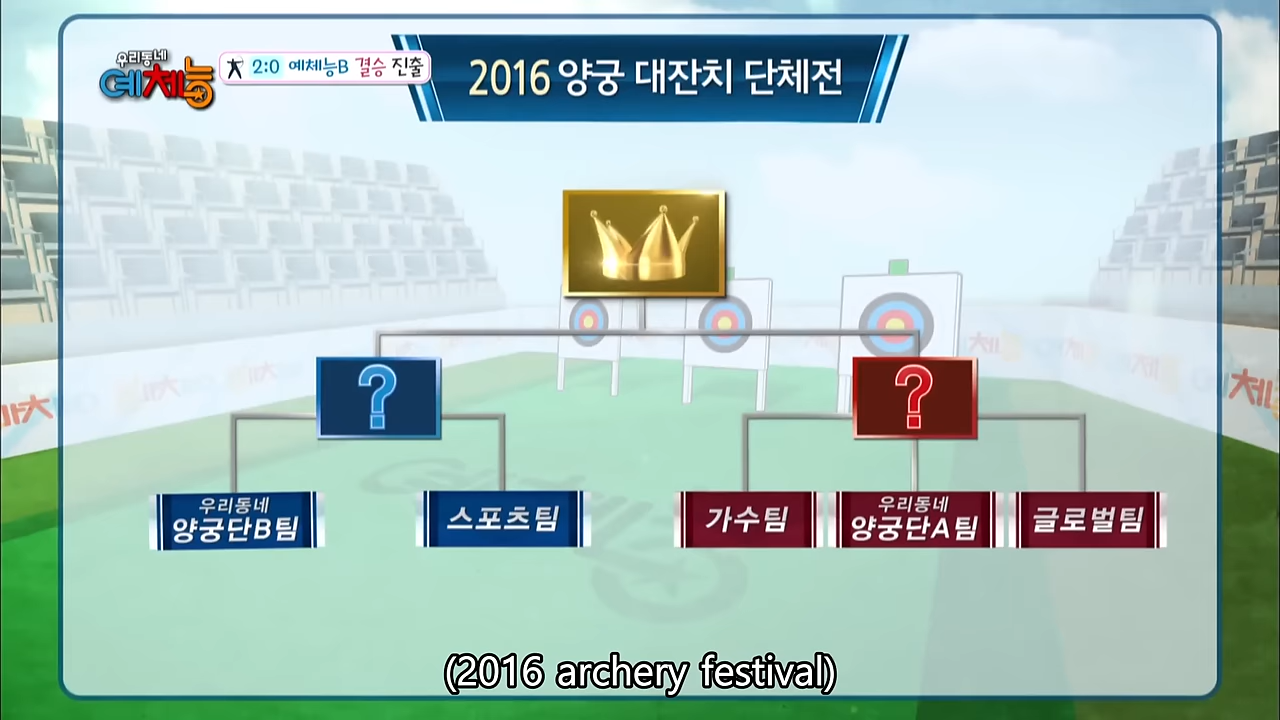 우리동네
예체능
2:0 예체능B 결승 진출
2016 양궁 대잔치 단체전
?
?
우리동네
양궁단B팀
스포츠팀
가수팀
우리동네
양궁단A팀
글로벌팀
(2016 archery festival)